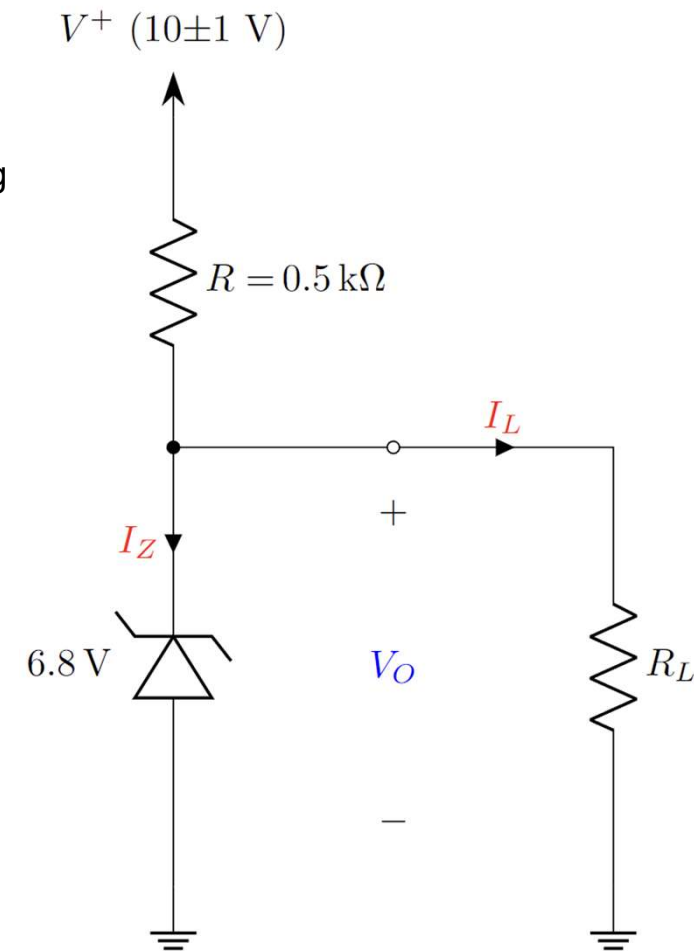 V⁺ (10±1 V)
g
R = 0.5 kΩ
I_L
+
I_Z
6.8 V
V_O
R_L
−